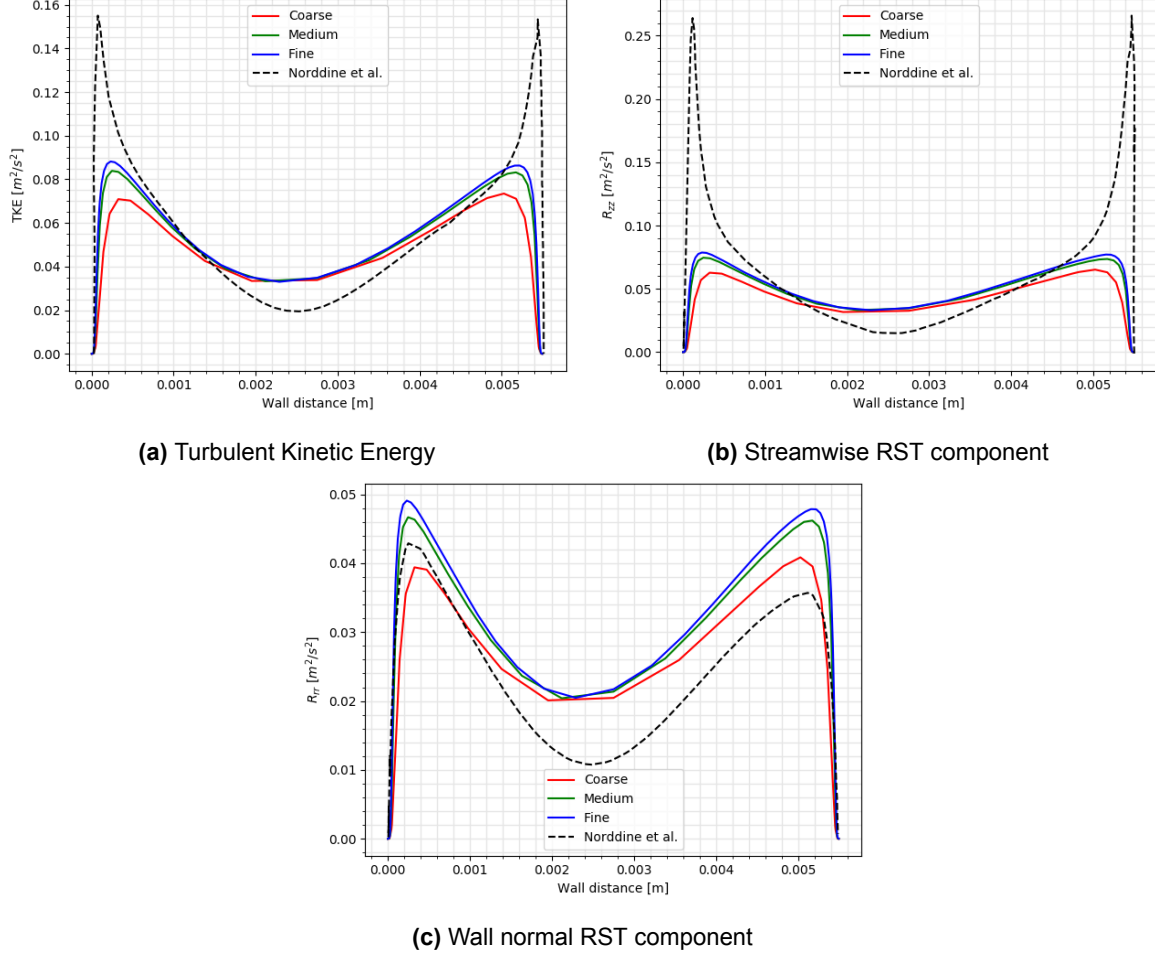 0.16
0.14
0.12
0.10
0.08
0.06
0.04
0.02
0.00
TKE [m²/s²]
Coarse
Medium
Fine
Norddine et al.
0.000 0.001 0.002 0.003 0.004 0.005
Wall distance [m]
(a) Turbulent Kinetic Energy
0.25
0.20
0.15
0.10
0.05
0.00
R_zz [m²/s²]
Coarse
Medium
Fine
Norddine et al.
0.000 0.001 0.002 0.003 0.004 0.005
Wall distance [m]
(b) Streamwise RST component
0.05
0.04
0.03
0.02
0.01
0.00
R_rr [m²/s²]
Coarse
Medium
Fine
Norddine et al.
0.000 0.001 0.002 0.003 0.004 0.005
Wall distance [m]
(c) Wall normal RST component